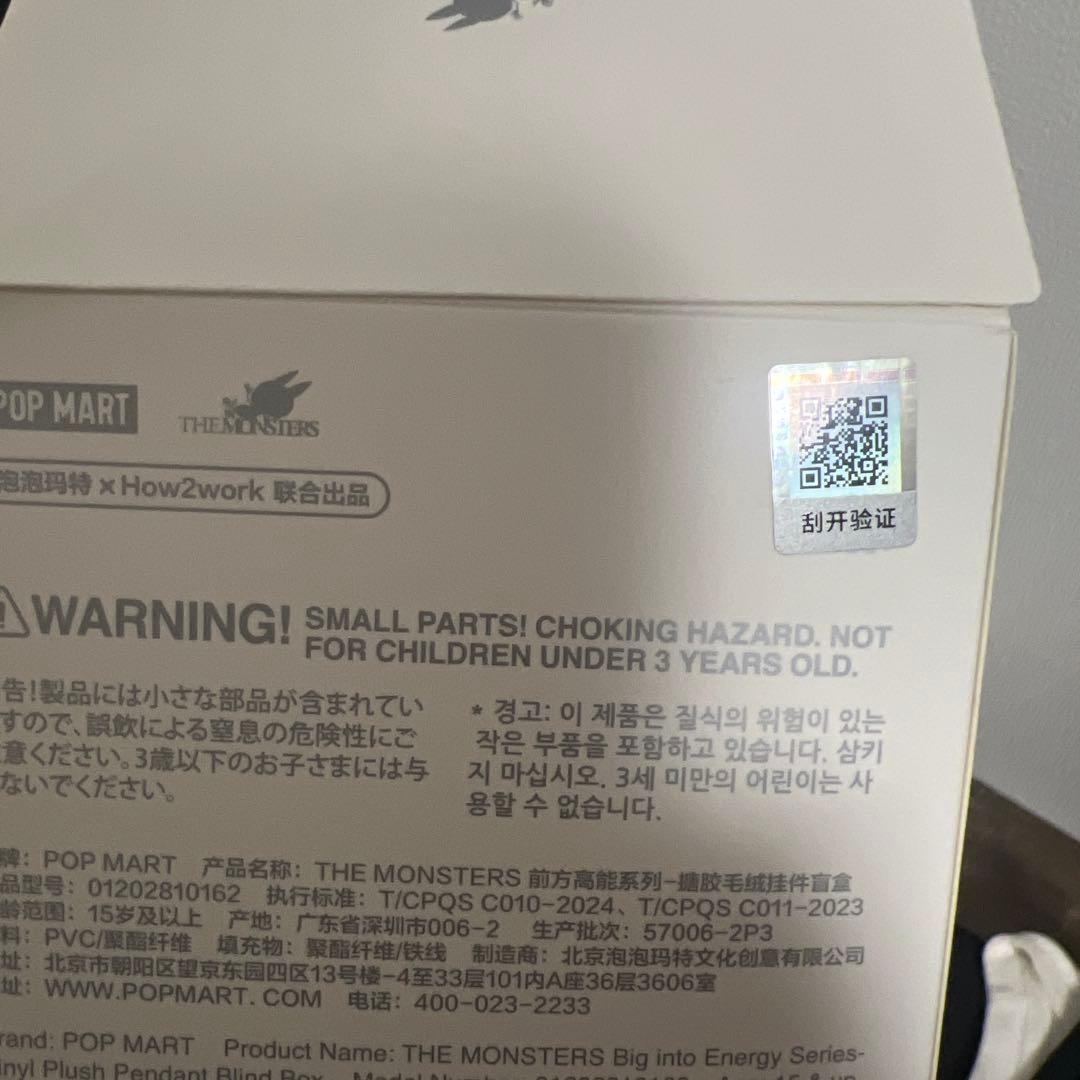 POP MART
THE MONSTERS
泡泡玛特 x How2work 联合出品
刮开验证
WARNING! SMALL PARTS! CHOKING HAZARD. NOT
FOR CHILDREN UNDER 3 YEARS OLD.
告!製品には小さな部品が含まれてい
すので、誤飲による窒息の危険性にご
意ください。3歳以下のお子さまには与
ないでください。
* 경고: 이 제품은 질식의 위험이 있는
작은 부품을 포함하고 있습니다. 삼키
지 마십시오. 3세 미만의 어린이는 사
용할 수 없습니다.
牌: POP MART 产品名称: THE MONSTERS 前方高能系列-搪胶毛绒挂件盲盒
品型号: 01202810162 执行标准: T/CPQS C010-2024、T/CPQS C011-2023
龄范围: 15岁及以上 产地: 广东省深圳市006-2 生产批次: 57006-2P3
料: PVC/聚酯纤维 填充物: 聚酯纤维/铁线 制造商: 北京泡泡玛特文化创意有限公司
址: 北京市朝阳区望京东园四区13号楼-4至33层101内A座36层3606室
址: WWW.POPMART.COM 电话: 400-023-2233
rand: POP MART Product Name: THE MONSTERS Big into Energy Series-
inyl Plush Pendant Blind Box